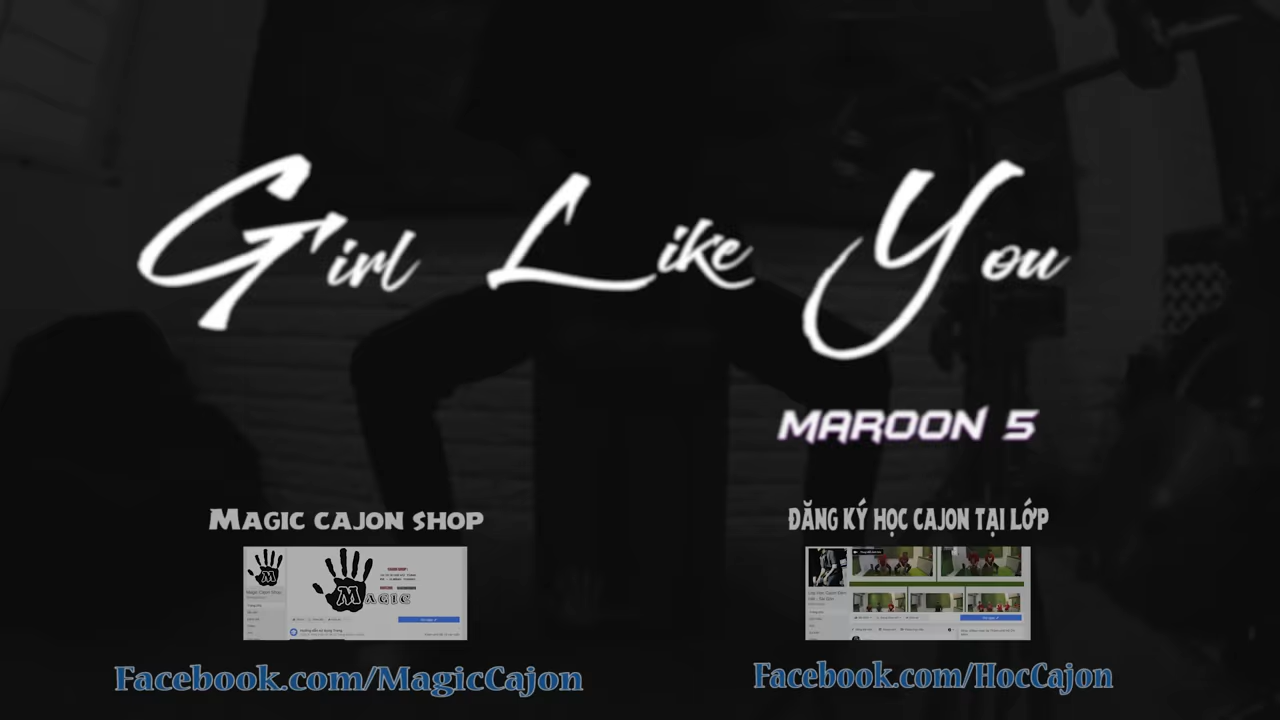 Girl Like You
MAROON 5
MAGIC CAJON SHOP
ĐĂNG KÝ HỌC CAJON TẠI LỚP
MAGIC
Facebook.com/MagicCajon
Facebook.com/HocCajon